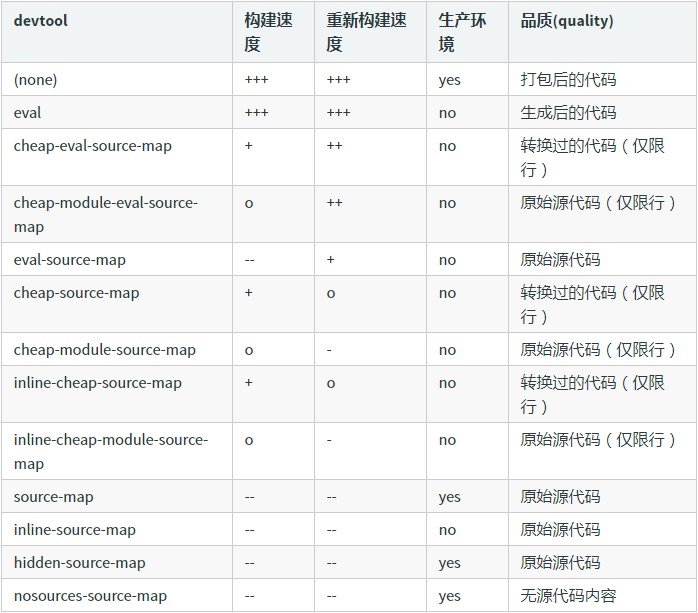 devtool 构建速度 重新构建速度 生产环境 品质(quality)
(none) +++ +++ yes 打包后的代码
eval +++ +++ no 生成后的代码
cheap-eval-source-map + ++ no 转换过的代码（仅限行）
cheap-module-eval-source-map o ++ no 原始源代码（仅限行）
eval-source-map -- + no 原始源代码
cheap-source-map + o no 转换过的代码（仅限行）
cheap-module-source-map o - no 原始源代码（仅限行）
inline-cheap-source-map + o no 转换过的代码（仅限行）
inline-cheap-module-source-map o - no 原始源代码（仅限行）
source-map -- -- yes 原始源代码
inline-source-map -- -- no 原始源代码
hidden-source-map -- -- yes 原始源代码
nosources-source-map -- -- yes 无源代码内容